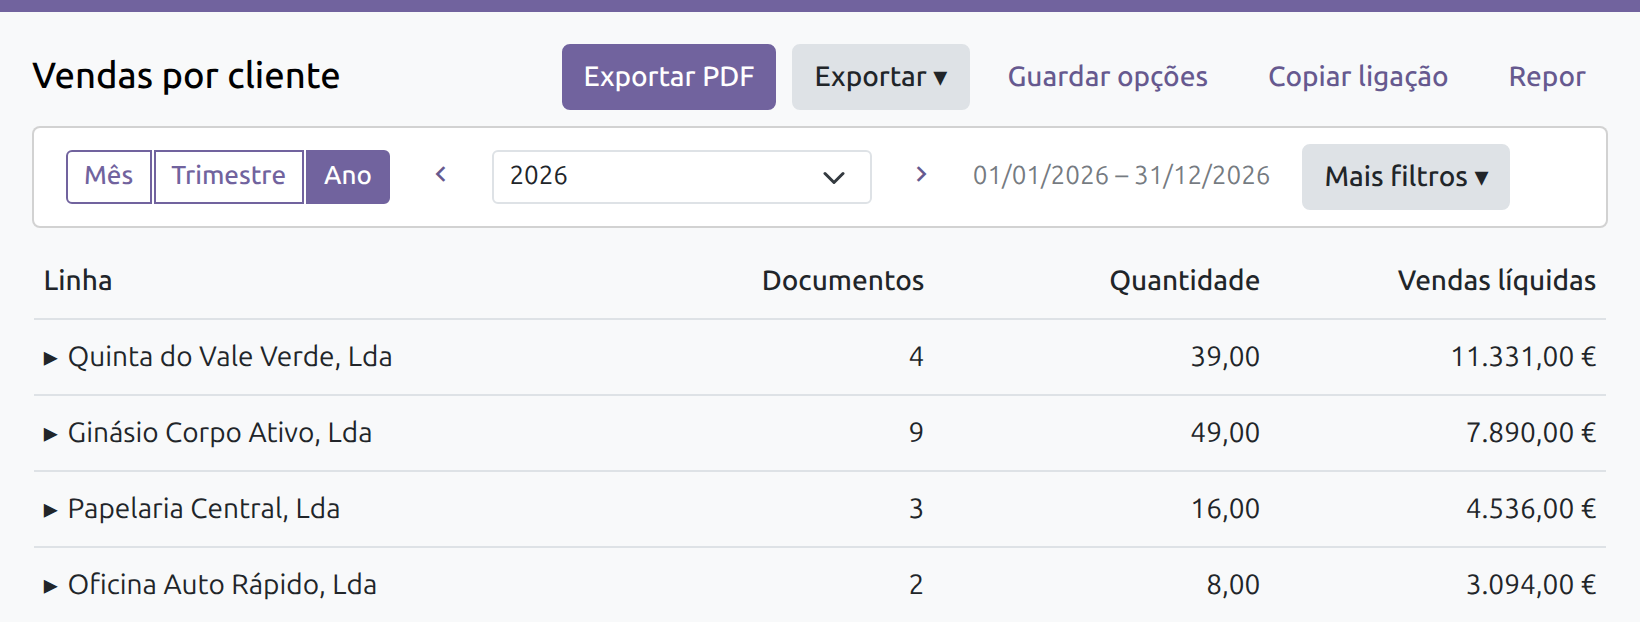 Vendas por cliente Exportar PDF Exportar ▾ Guardar opções Copiar ligação Repor
Mês Trimestre Ano ‹ 2026 › 01/01/2026 – 31/12/2026 Mais filtros ▾
Linha Documentos Quantidade Vendas líquidas
▸ Quinta do Vale Verde, Lda 4 39,00 11.331,00 €
▸ Ginásio Corpo Ativo, Lda 9 49,00 7.890,00 €
▸ Papelaria Central, Lda 3 16,00 4.536,00 €
▸ Oficina Auto Rápido, Lda 2 8,00 3.094,00 €